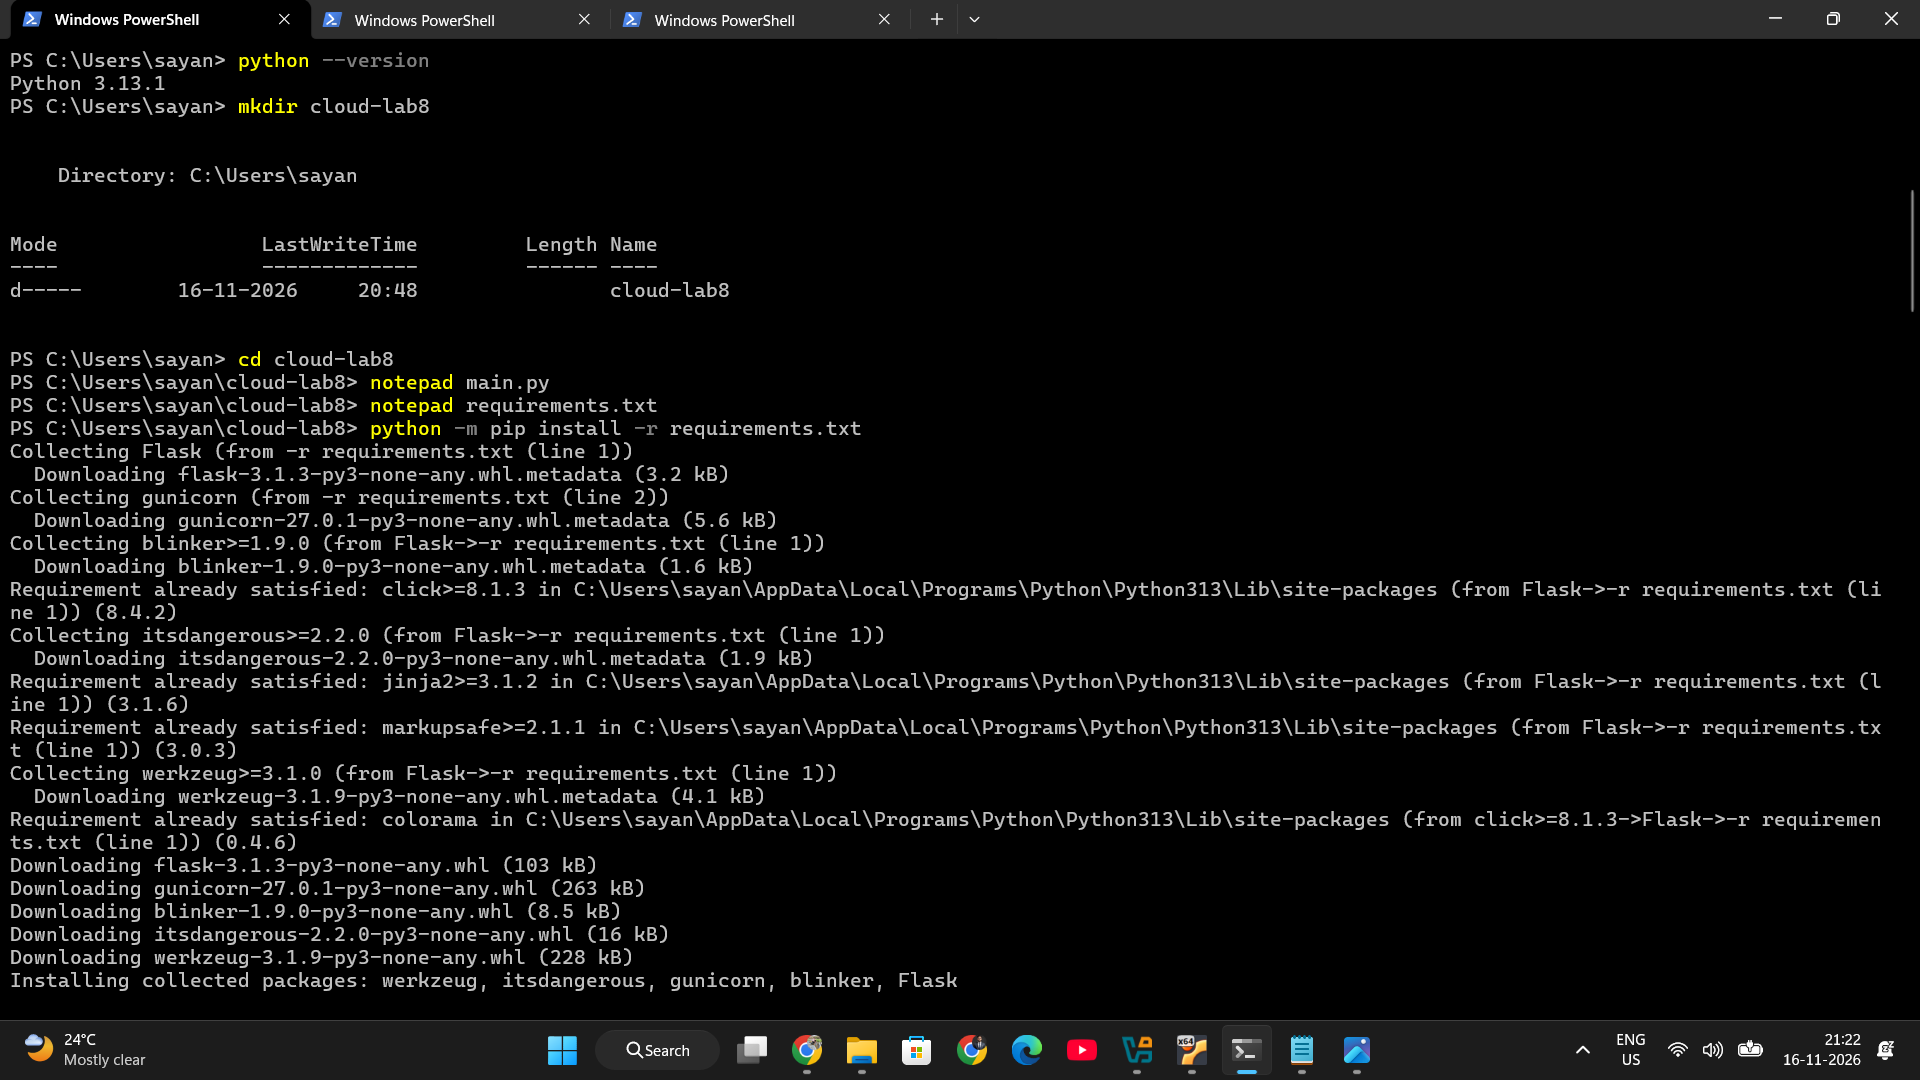 Windows PowerShell
Windows PowerShell
Windows PowerShell
PS C:\Users\sayan> python --version
Python 3.13.1
PS C:\Users\sayan> mkdir cloud-lab8
Directory: C:\Users\sayan
Mode LastWriteTime Length Name
---- ------------- ------ ----
d----- 16-11-2026 20:48 cloud-lab8
PS C:\Users\sayan> cd cloud-lab8
PS C:\Users\sayan\cloud-lab8> notepad main.py
PS C:\Users\sayan\cloud-lab8> notepad requirements.txt
PS C:\Users\sayan\cloud-lab8> python -m pip install -r requirements.txt
Collecting Flask (from -r requirements.txt (line 1))
Downloading flask-3.1.3-py3-none-any.whl.metadata (3.2 kB)
Collecting gunicorn (from -r requirements.txt (line 2))
Downloading gunicorn-27.0.1-py3-none-any.whl.metadata (5.6 kB)
Collecting blinker>=1.9.0 (from Flask->-r requirements.txt (line 1))
Downloading blinker-1.9.0-py3-none-any.whl.metadata (1.6 kB)
Requirement already satisfied: click>=8.1.3 in C:\Users\sayan\AppData\Local\Programs\Python\Python313\Lib\site-packages (from Flask->-r requirements.txt (li
ne 1)) (8.4.2)
Collecting itsdangerous>=2.2.0 (from Flask->-r requirements.txt (line 1))
Downloading itsdangerous-2.2.0-py3-none-any.whl.metadata (1.9 kB)
Requirement already satisfied: jinja2>=3.1.2 in C:\Users\sayan\AppData\Local\Programs\Python\Python313\Lib\site-packages (from Flask->-r requirements.txt (l
ine 1)) (3.1.6)
Requirement already satisfied: markupsafe>=2.1.1 in C:\Users\sayan\AppData\Local\Programs\Python\Python313\Lib\site-packages (from Flask->-r requirements.tx
t (line 1)) (3.0.3)
Collecting werkzeug>=3.1.0 (from Flask->-r requirements.txt (line 1))
Downloading werkzeug-3.1.9-py3-none-any.whl.metadata (4.1 kB)
Requirement already satisfied: colorama in C:\Users\sayan\AppData\Local\Programs\Python\Python313\Lib\site-packages (from click>=8.1.3->Flask->-r requiremen
ts.txt (line 1)) (0.4.6)
Downloading flask-3.1.3-py3-none-any.whl (103 kB)
Downloading gunicorn-27.0.1-py3-none-any.whl (263 kB)
Downloading blinker-1.9.0-py3-none-any.whl (8.5 kB)
Downloading itsdangerous-2.2.0-py3-none-any.whl (16 kB)
Downloading werkzeug-3.1.9-py3-none-any.whl (228 kB)
Installing collected packages: werkzeug, itsdangerous, gunicorn, blinker, Flask
24°C
Mostly clear
Search
x64
ENG
US
21:22
16-11-2026